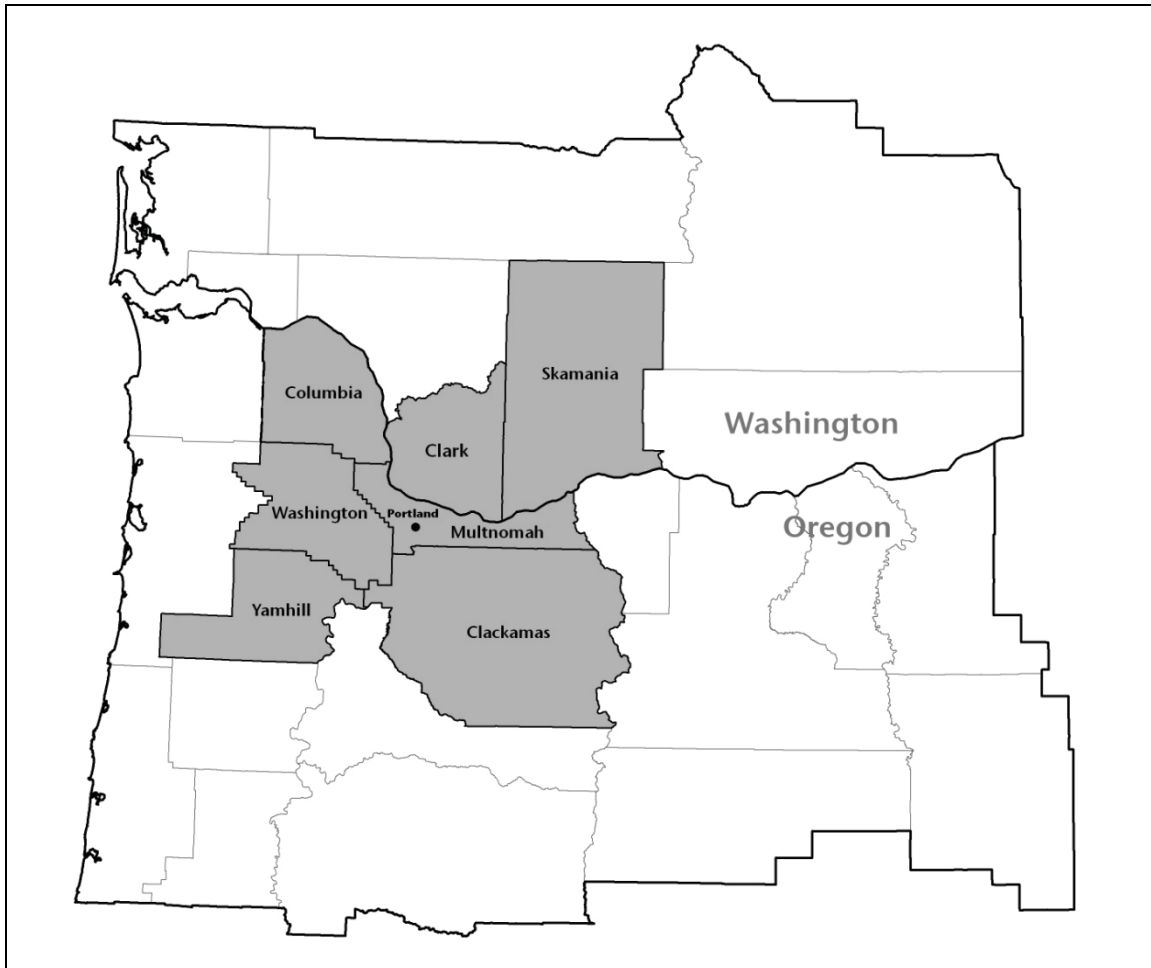 Skamania
Columbia
Washington
Clark
Washington
Portland
Oregon
Multnomah
Yamhill
Clackamas